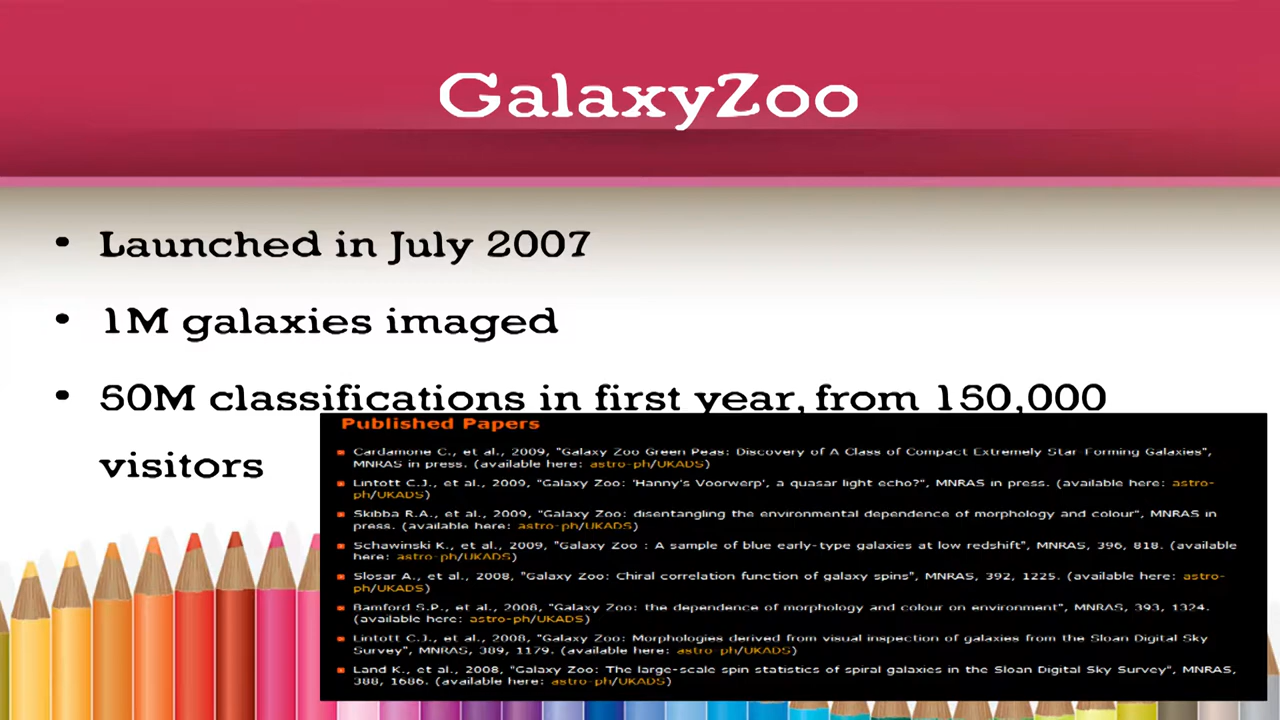 GalaxyZoo
• Launched in July 2007
• 1M galaxies imaged
• 50M classifications in first year, from 150,000
visitors
Published Papers
Cardamone C., et al., 2009, "Galaxy Zoo Green Peas: Discovery of A Class of Compact Extremely Star Forming Galaxies",
MNRAS in press. (available here: astro-ph/UKADS)
Lintott C.J., et al., 2009, "Galaxy Zoo: 'Hanny's Voorwerp', a quasar light echo?", MNRAS in press. (available here: astro-
ph/UKADS)
Skibba R.A., et al., 2009, "Galaxy Zoo: disentangling the environmental dependence of morphology and colour", MNRAS in
press. (available here: astro-ph/UKADS)
Schawinski K., et al., 2009, "Galaxy Zoo : A sample of blue early-type galaxies at low redshift", MNRAS, 396, 818. (available
here: astro-ph/UKADS)
Slosar A., et al., 2008, "Galaxy Zoo: Chiral correlation function of galaxy spins", MNRAS, 392, 1225. (available here: astro-
ph/UKADS)
Bamford S.P., et al., 2008, "Galaxy Zoo: the dependence of morphology and colour on environment", MNRAS, 393, 1324.
(available here: astro-ph/UKADS)
Lintott C.J., et al., 2008, "Galaxy Zoo: Morphologies derived from visual inspection of galaxies from the Sloan Digital Sky
Survey", MNRAS, 389, 1179. (available here: astro-ph/UKADS)
Land K., et al., 2008, "Galaxy Zoo: The large-scale spin statistics of spiral galaxies in the Sloan Digital Sky Survey", MNRAS,
388, 1686. (available here: astro-ph/UKADS)